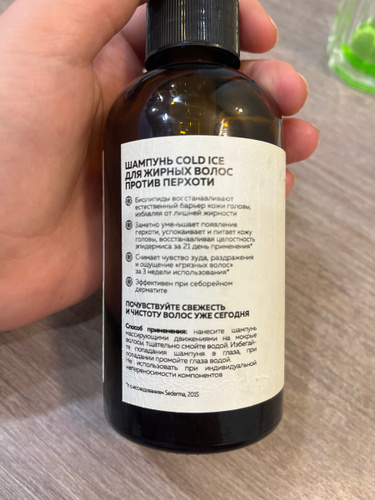 ШАМПУНЬ COLD ICE
ДЛЯ ЖИРНЫХ ВОЛОС
ПРОТИВ ПЕРХОТИ
Биолипиды восстанавливают
естественный барьер кожи головы,
избавляя от лишней жирности
Заметно уменьшает появление
перхоти, успокаивает и питает кожу
головы, восстанавливая целостность
эпидермиса за 21 день применения*
Снимает чувство зуда, раздражения
и ощущение «грязных волос»
за 3 недели использования*
Эффективен при себорейном
дерматите
ПОЧУВСТВУЙТЕ СВЕЖЕСТЬ
И ЧИСТОТУ ВОЛОС УЖЕ СЕГОДНЯ
Способ применения: нанесите шампунь
массирующими движениями на мокрые
волосы, тщательно смойте водой. Избегай-
те попадания шампуня в глаза, при
попадании промойте глаза водой.
Не использовать при индивидуальной
непереносимости компонентов
*с исследованиям Sederma, 2015